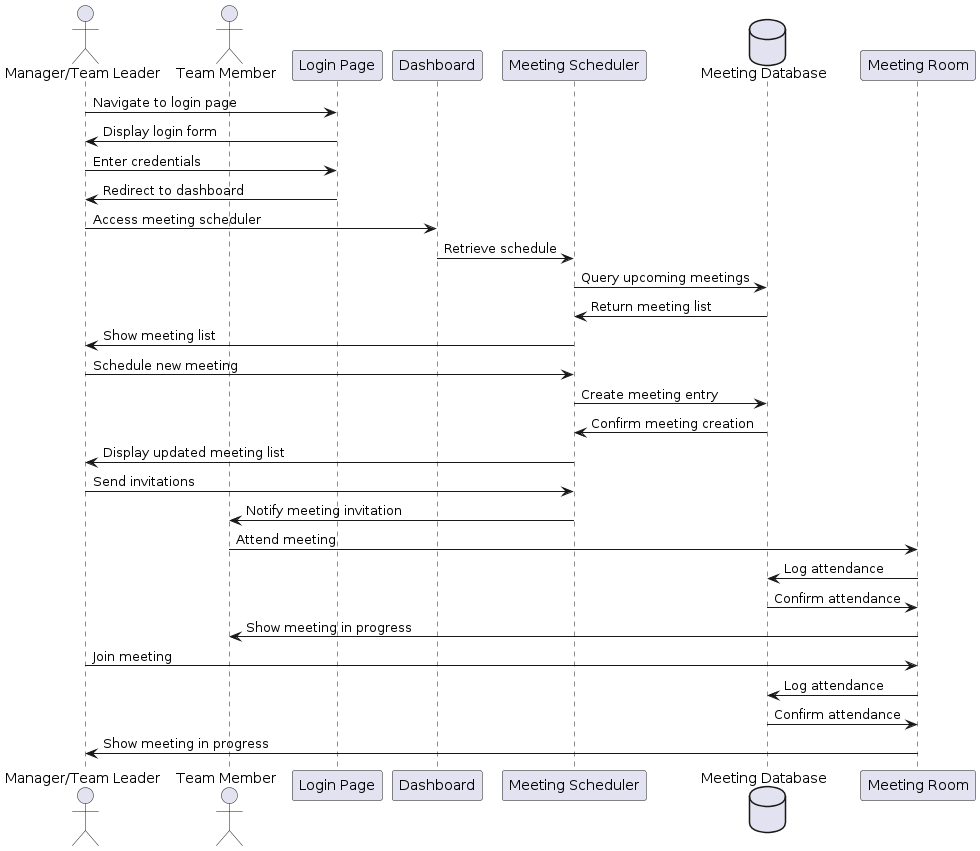 Manager/Team Leader
Team Member
Login Page
Dashboard
Meeting Scheduler
Meeting Database
Meeting Room
Navigate to login page
Display login form
Enter credentials
Redirect to dashboard
Access meeting scheduler
Retrieve schedule
Query upcoming meetings
Return meeting list
Show meeting list
Schedule new meeting
Create meeting entry
Confirm meeting creation
Display updated meeting list
Send invitations
Notify meeting invitation
Attend meeting
Log attendance
Confirm attendance
Show meeting in progress
Join meeting
Log attendance
Confirm attendance
Show meeting in progress
Manager/Team Leader
Team Member
Login Page
Dashboard
Meeting Scheduler
Meeting Database
Meeting Room